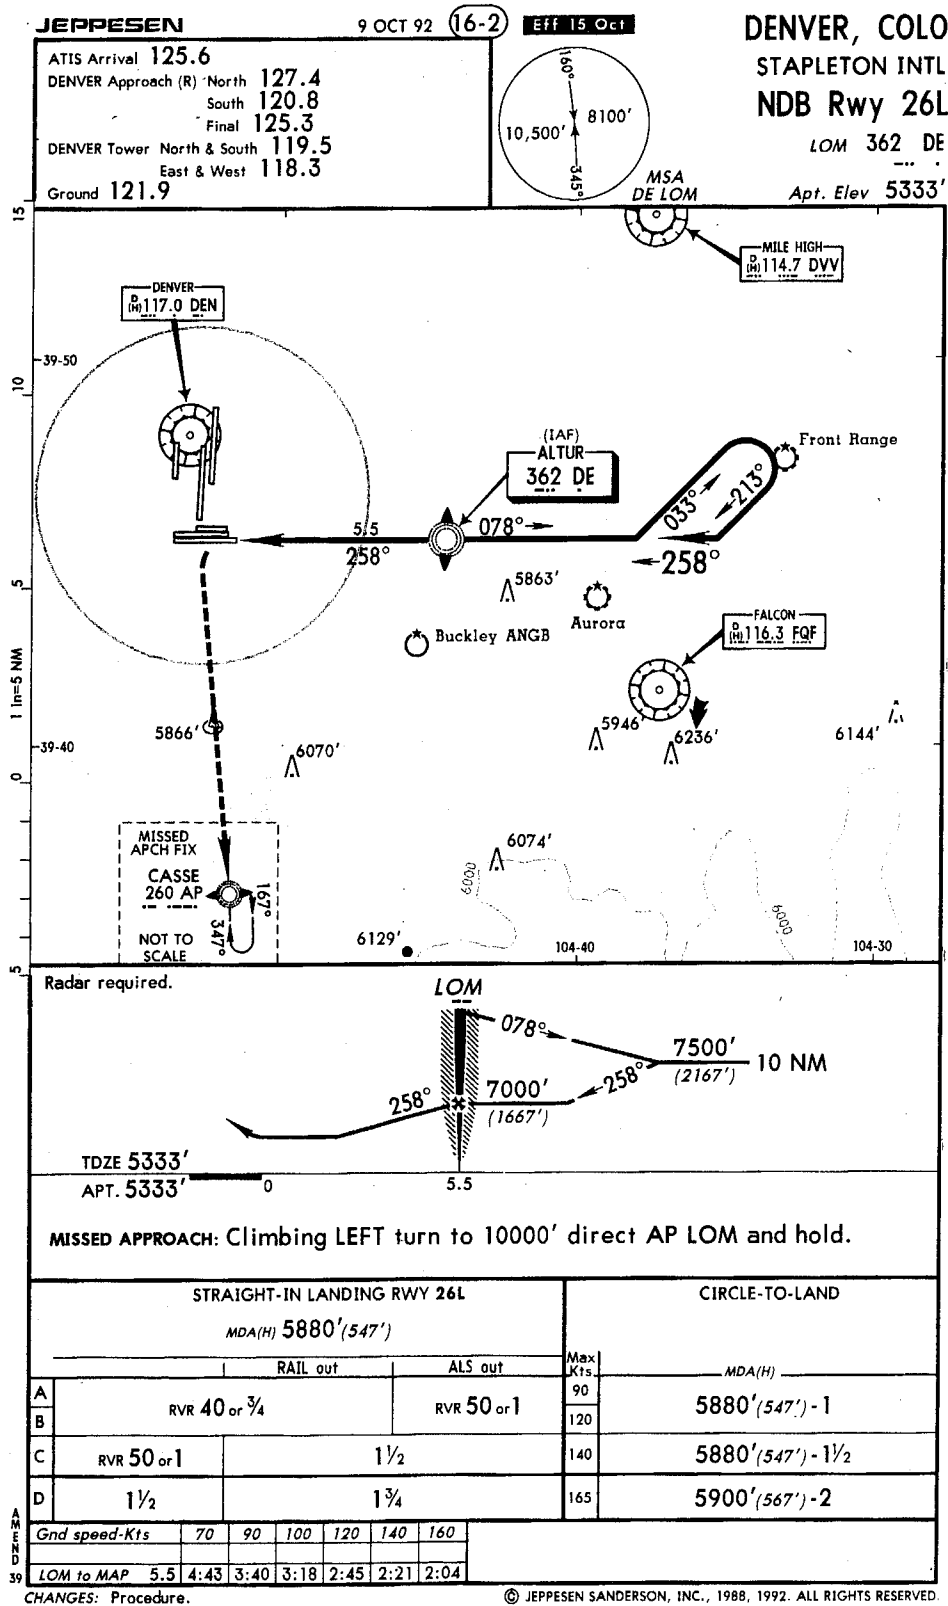 JEPPESEN 9 OCT 92 16-2 Eff 15 Oct
DENVER, COLO
STAPLETON INTL
NDB Rwy 26L
LOM 362 DE
Apt. Elev 5333'
ATIS Arrival 125.6
DENVER Approach (R) North 127.4
South 120.8
Final 125.3
DENVER Tower North & South 119.5
East & West 118.3
Ground 121.9
160°
10,500' 8100'
345°
MSA
DE LOM
15
MILE HIGH
D
(H) 114.7 DVV
DENVER
D
(H) 117.0 DEN
39-50
10
(IAF)
ALTUR
362 DE
Front Range
033°
213°
5.5
078°
258°
258°
5
5863'
Aurora
Buckley ANGB
FALCON
D
(H) 116.3 FQF
1 in=5 NM
5866'
5946'
6236'
6144'
39-40
6070'
0
MISSED
APCH FIX
CASSE
260 AP
167°
347°
NOT TO
SCALE
6074'
6000
6000
6129'
104-40
104-30
5
Radar required.
LOM
078°
7500'
(2167')
10 NM
258°
7000'
(1667')
258°
TDZE 5333'
APT. 5333'
0
5.5
MISSED APPROACH: Climbing LEFT turn to 10000' direct AP LOM and hold.
STRAIGHT-IN LANDING RWY 26L
MDA(H) 5880'(547')
RAIL out
ALS out
A
B
RVR 40 or ¾
RVR 50 or 1
C
RVR 50 or 1
1½
D
1½
1¾
CIRCLE-TO-LAND
Max
Kts
MDA(H)
90
120
5880'(547')-1
140
5880'(547')-1½
165
5900'(567')-2
Gnd speed-Kts 70 90 100 120 140 160
LOM to MAP 5.5 4:43 3:40 3:18 2:45 2:21 2:04
AMEND 39
CHANGES: Procedure.
© JEPPESEN SANDERSON, INC., 1988, 1992. ALL RIGHTS RESERVED.